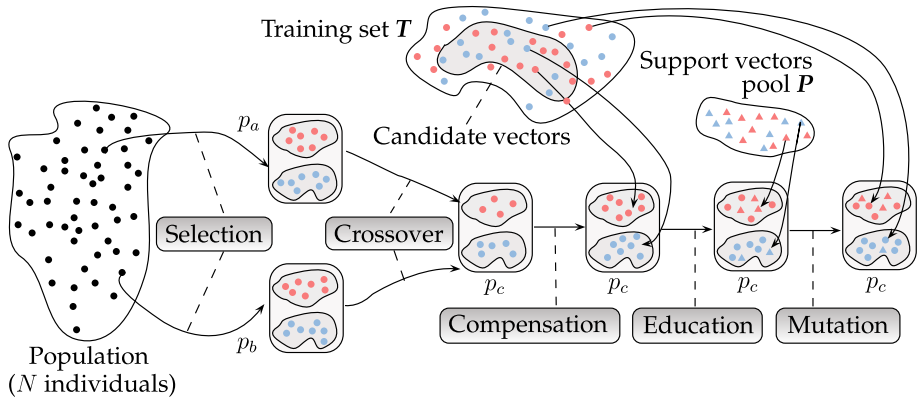 Training set T
Support vectors
pool P
Candidate vectors
p_a
Selection
Crossover
p_b
p_c
p_c
p_c
p_c
Compensation
Education
Mutation
Population
(N individuals)